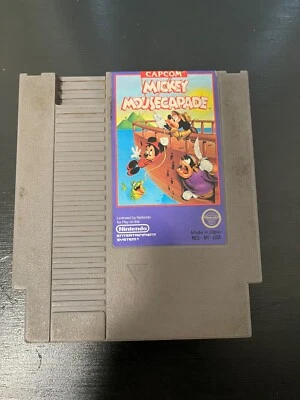 CAPCOM
MICKEY
MOUSECAPADE
Licensed by Nintendo
for Play on the
Nintendo
ENTERTAINMENT
SYSTEM
Made in Japan